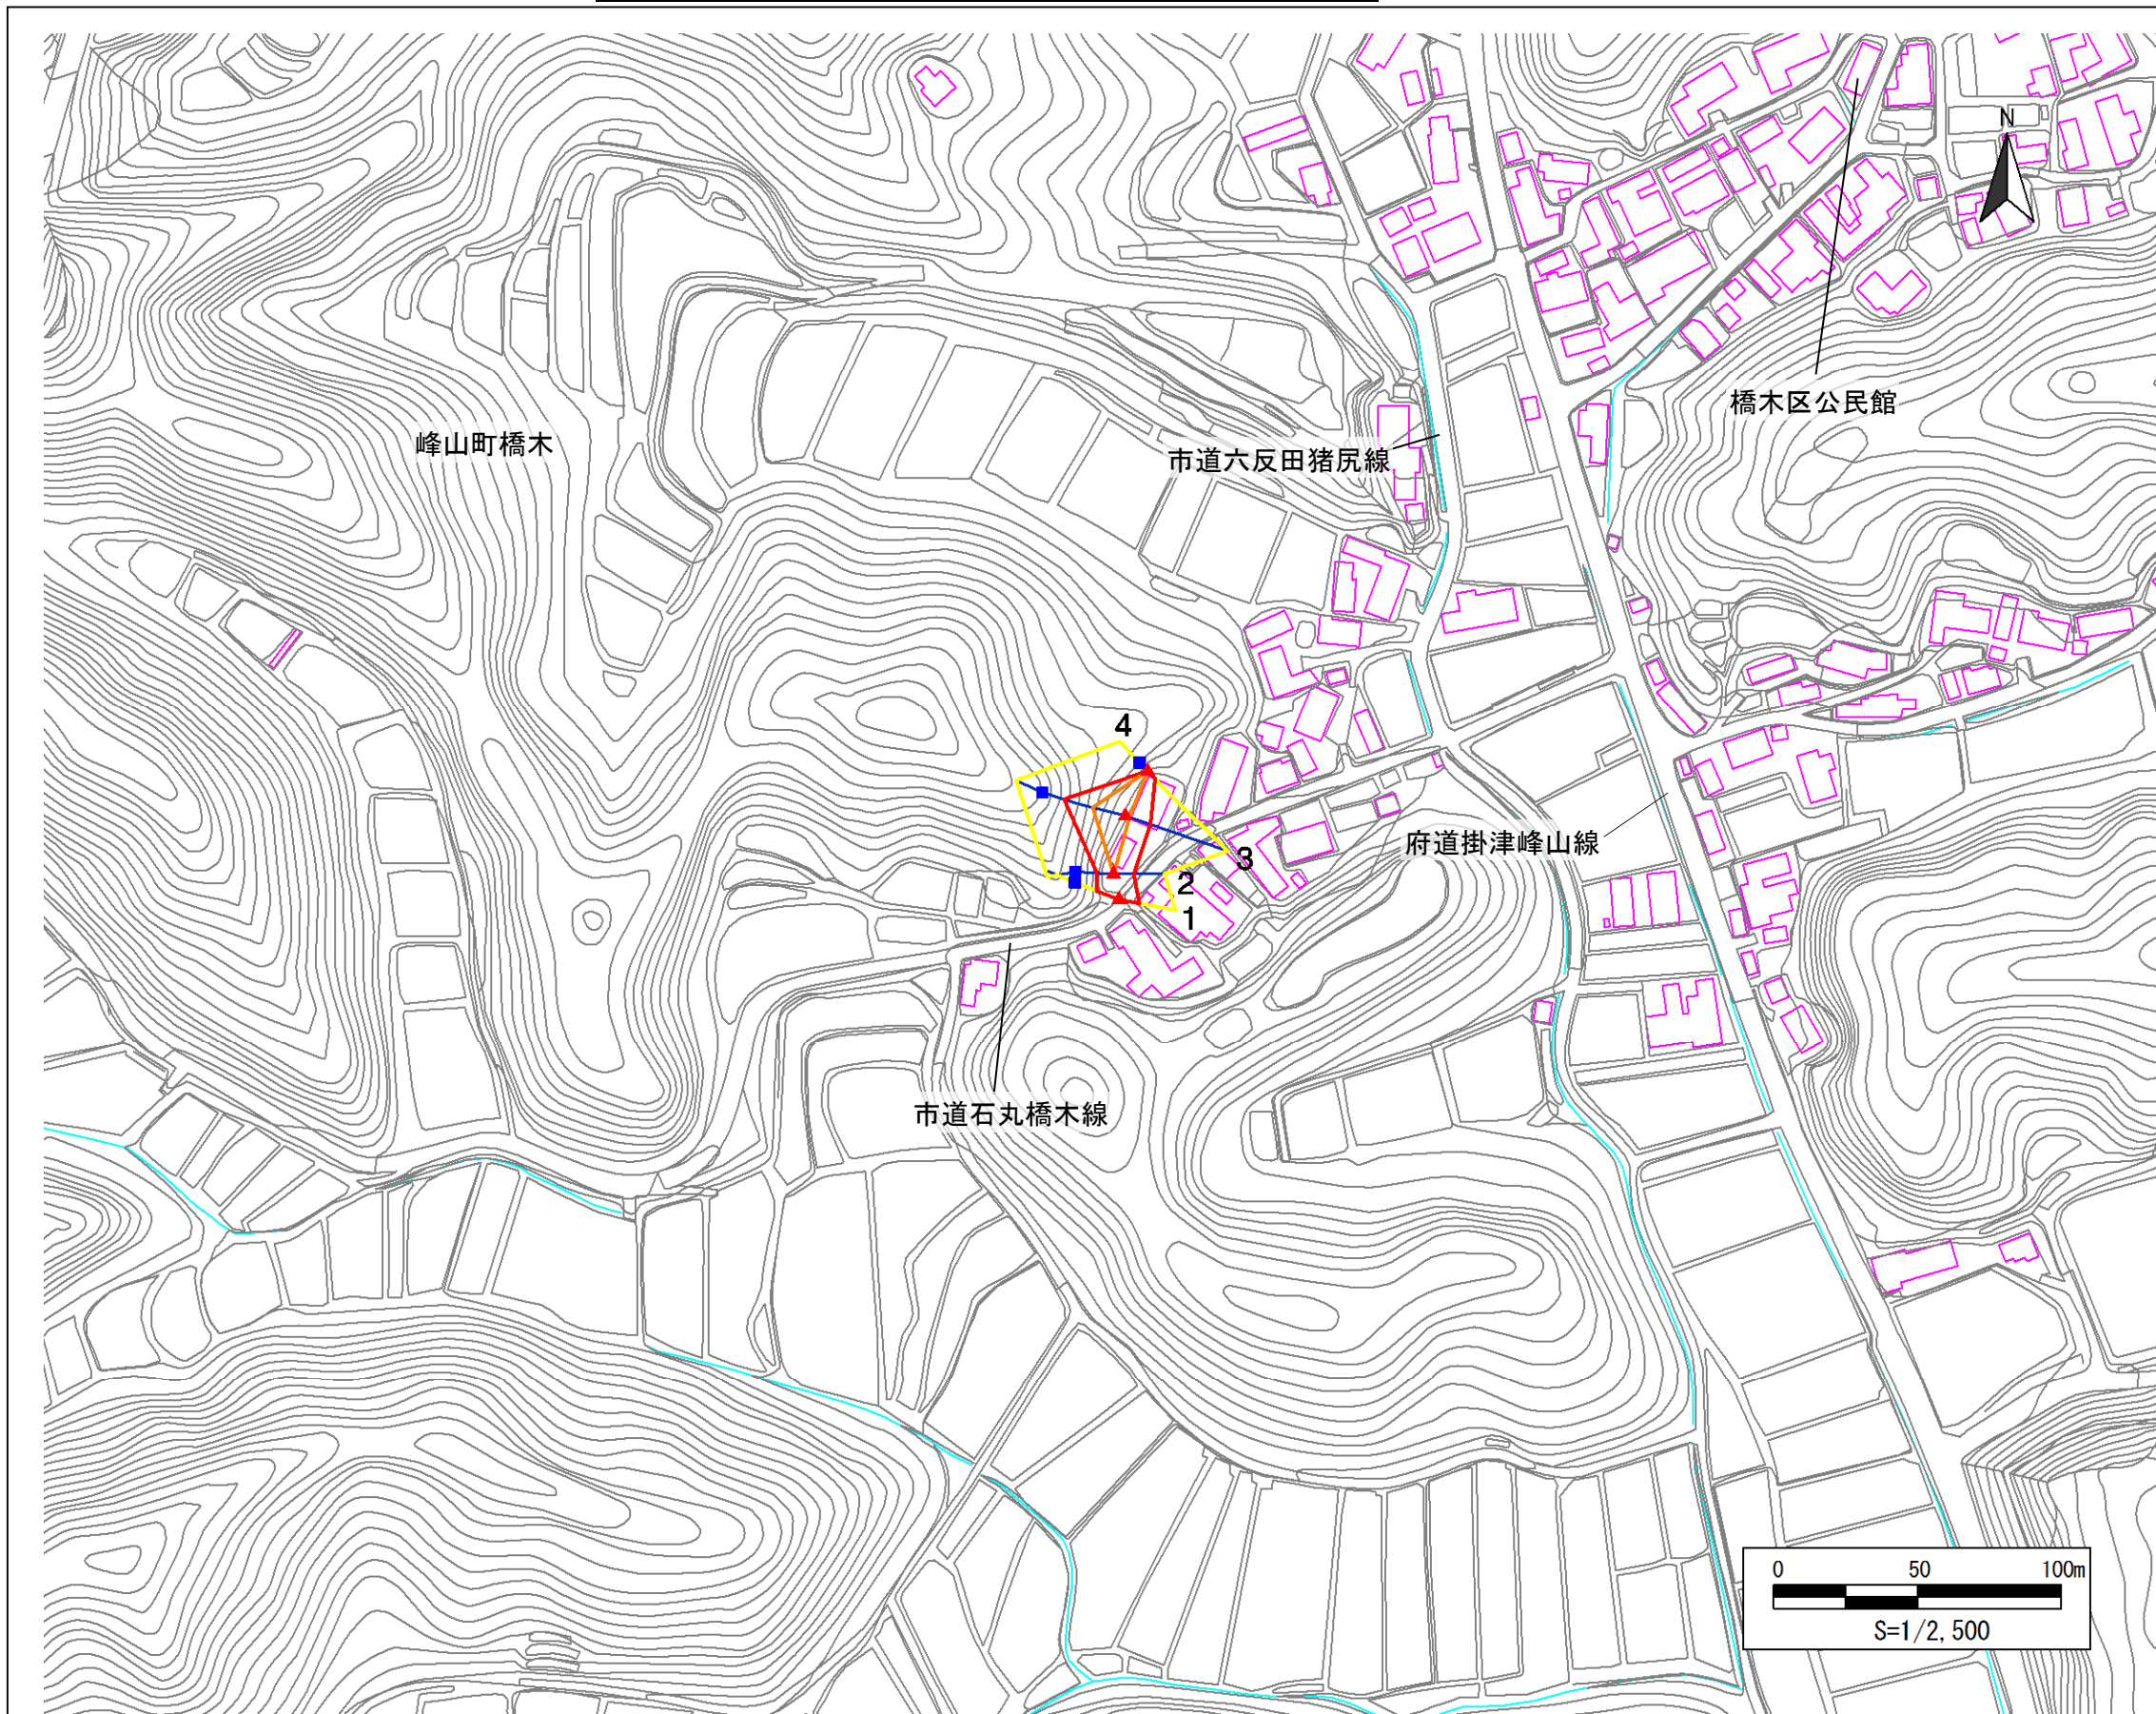 N
橋木区公民館
峰山町橋木
市道六反田猪尻線
4
府道掛津峰山線
3
2
1
市道石丸橋木線
0 50 100m
S=1/2,500